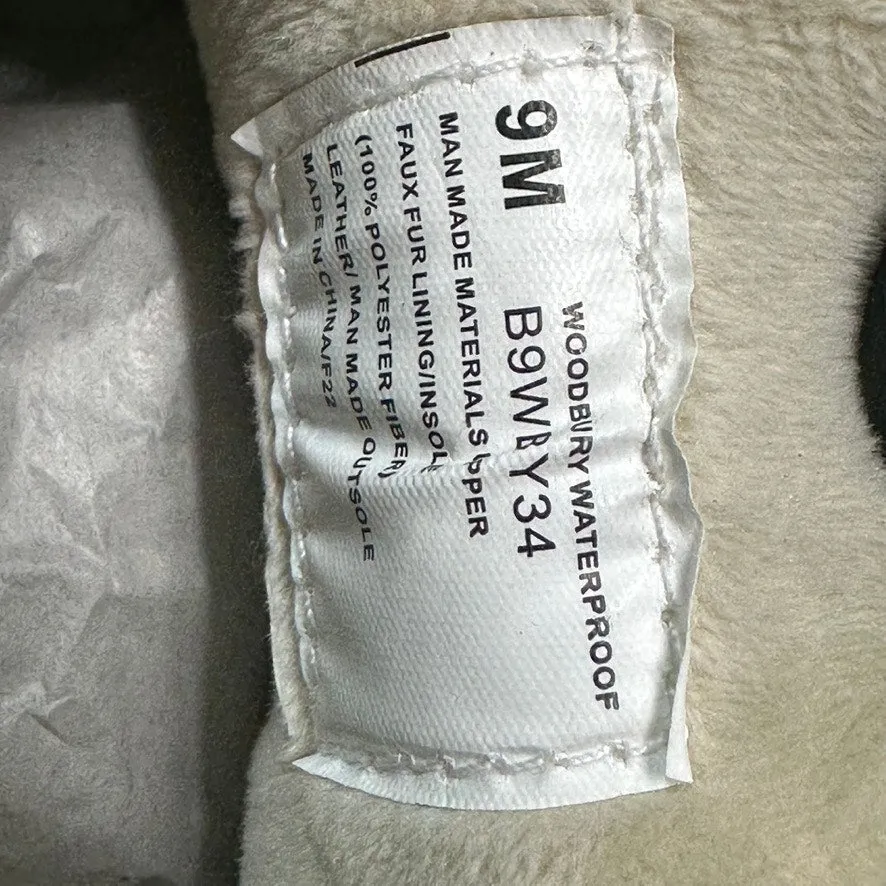 WOODBURY WATERPROOF
9M B9WBY34
MAN MADE MATERIALS UPPER
FAUX FUR LINING/INSOLE
(100% POLYESTER FIBER)
LEATHER/ MAN MADE OUTSOLE
MADE IN CHINA/F22